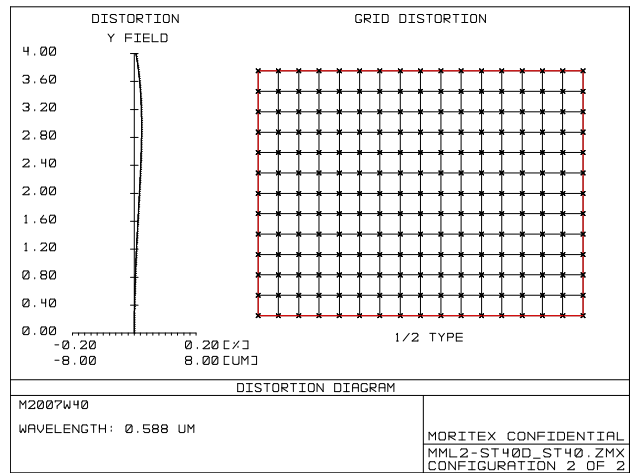 DISTORTION
Y FIELD
GRID DISTORTION
4.00
3.60
3.20
2.80
2.40
2.00
1.60
1.20
0.80
0.40
0.00
-0.20 0.20[%]
-8.00 8.00[UM]
1/2 TYPE
DISTORTION DIAGRAM
M2007W40
WAVELENGTH: 0.588 UM
MORITEX CONFIDENTIAL
MML2-ST40D_ST40.ZMX
CONFIGURATION 2 OF 2